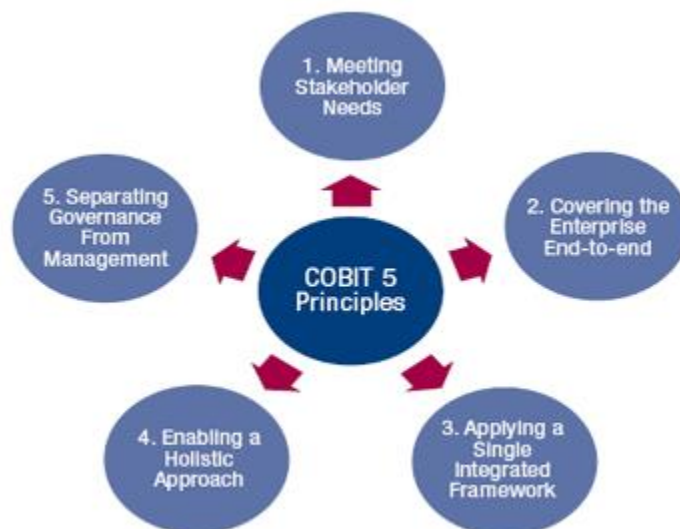 1. Meeting
Stakeholder
Needs
5. Separating
Governance
From
Management
2. Covering the
Enterprise
End-to-end
COBIT 5
Principles
4. Enabling a
Holistic
Approach
3. Applying a
Single
Integrated
Framework